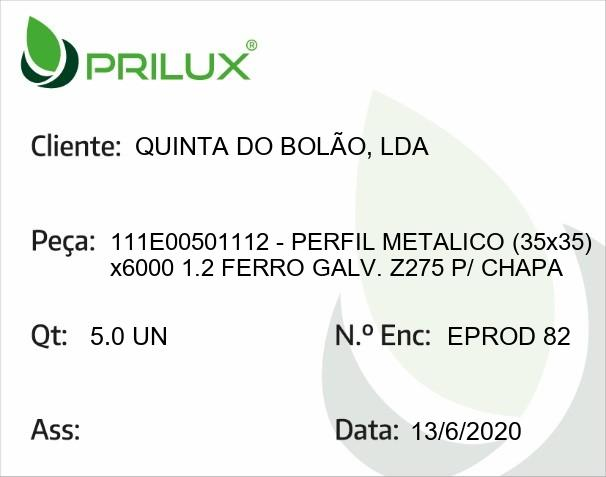 PRILUX®
Cliente: QUINTA DO BOLÃO, LDA
Peça: 111E00501112 - PERFIL METALICO (35x35)
x6000 1.2 FERRO GALV. Z275 P/ CHAPA
Qt: 5.0 UN N.º Enc: EPROD 82
Ass: Data: 13/6/2020